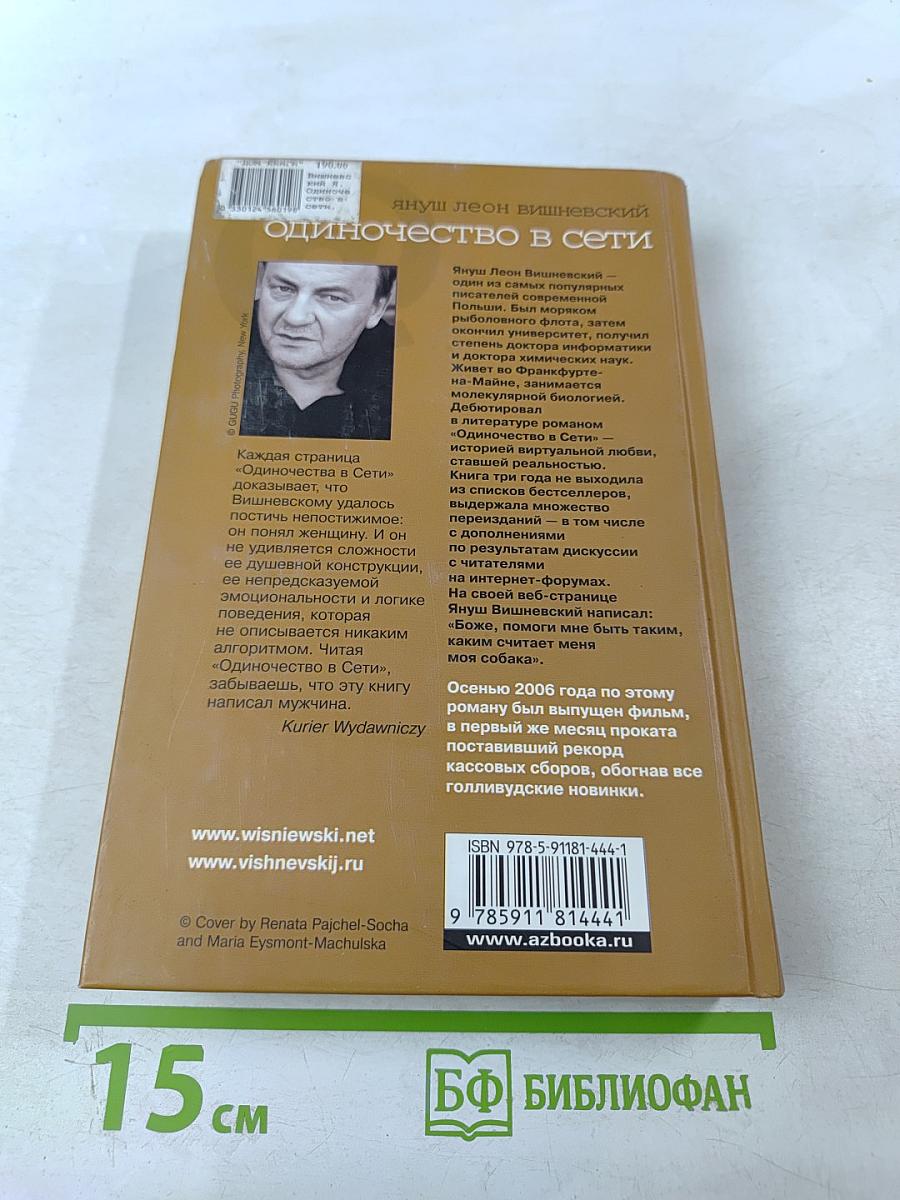 "ДОМ КНИГИ" 190.00
Вишневс
кий Я.
Одиноче
ство в
сети.
януш леон вишневский
одиночество в сети
© GUGU Photography, New York
Каждая страница
«Одиночества в Сети»
доказывает, что
Вишневскому удалось
постичь непостижимое:
он понял женщину. И он
не удивляется сложности
ее душевной конструкции,
ее непредсказуемой
эмоциональности и логике
поведения, которая
не описывается никаким
алгоритмом. Читая
«Одиночество в Сети»,
забываешь, что эту книгу
написал мужчина.
Kurier Wydawniczy
Януш Леон Вишневский —
один из самых популярных
писателей современной
Польши. Был моряком
рыболовного флота, затем
окончил университет, получил
степень доктора информатики
и доктора химических наук.
Живет во Франкфурте-
на-Майне, занимается
молекулярной биологией.
Дебютировал
в литературе романом
«Одиночество в Сети» —
историей виртуальной любви,
ставшей реальностью.
Книга три года не выходила
из списков бестселлеров,
выдержала множество
переизданий — в том числе
с дополнениями
по результатам дискуссии
с читателями
на интернет-форумах.
На своей веб-странице
Януш Вишневский написал:
«Боже, помоги мне быть таким,
каким считает меня
моя собака».
Осенью 2006 года по этому
роману был выпущен фильм,
в первый же месяц проката
поставивший рекорд
кассовых сборов, обогнав все
голливудские новинки.
www.wisniewski.net
www.vishnevskij.ru
© Cover by Renata Pajchel-Socha
and Maria Eysmont-Machulska
ISBN 978-5-91181-444-1
9 785911 814441
www.azbooka.ru
15 см
БФ БИБЛИОФАН